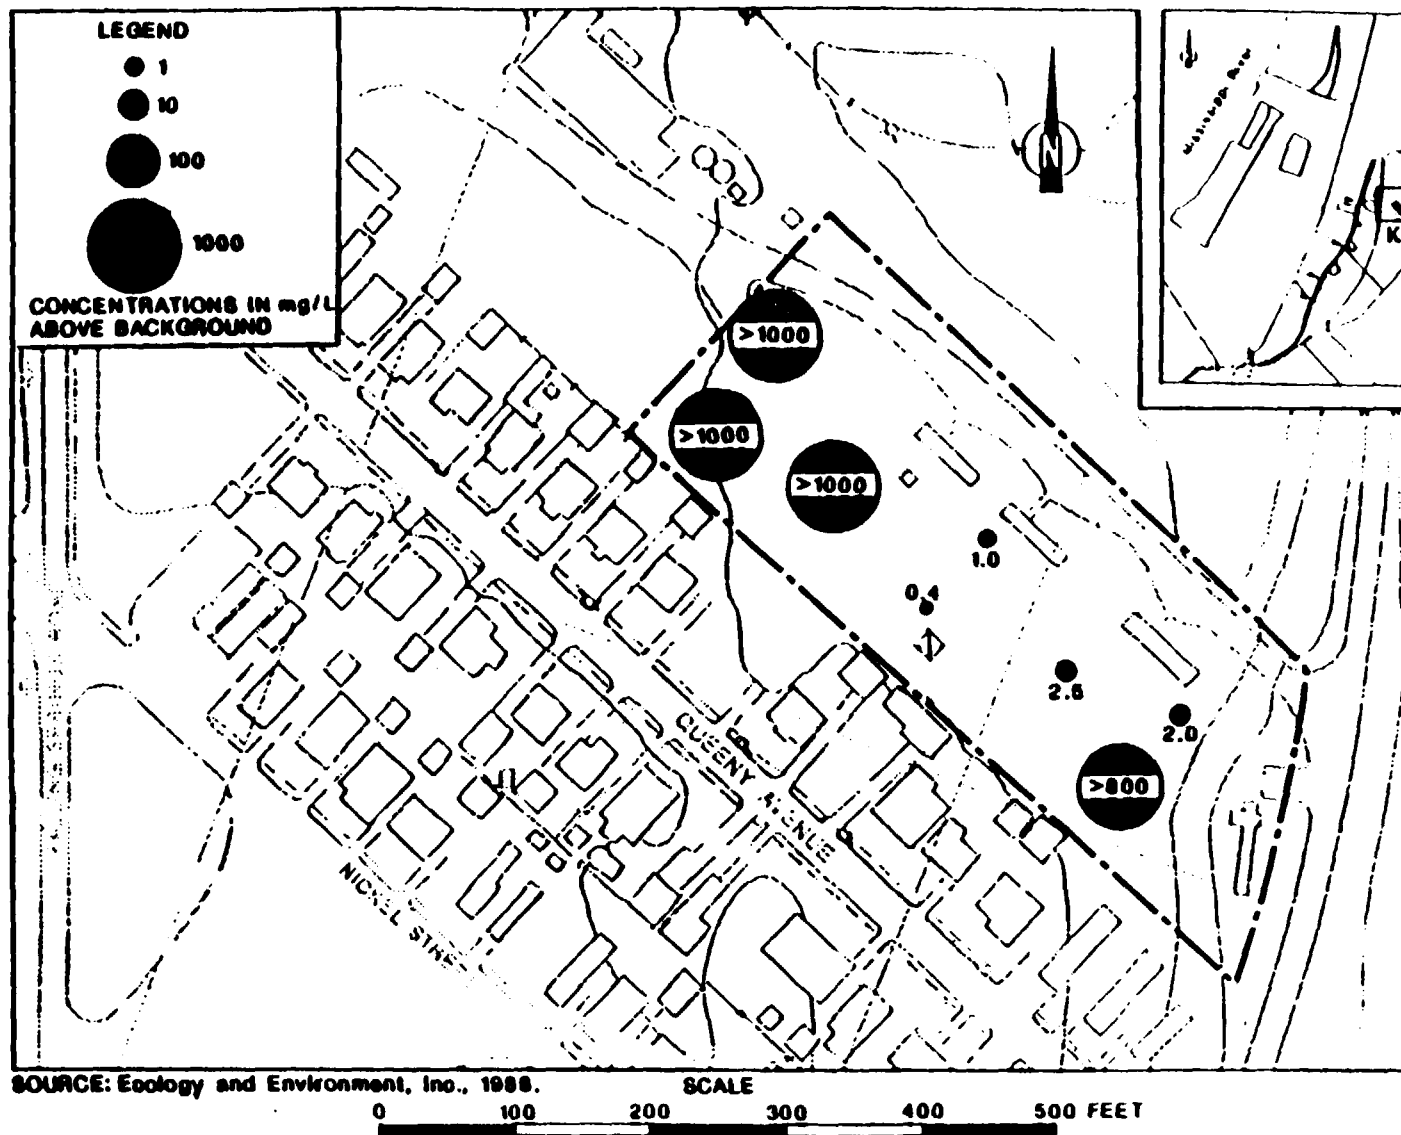 LEGEND
1
10
100
1000
CONCENTRATIONS IN mg/L
ABOVE BACKGROUND
N
K
>1000
>1000
>1000
1.0
0.4
2.5
2.0
>800
QUEENY AVENUE
NICKEL
SOURCE: Ecology and Environment, Inc., 1988.
SCALE
0 100 200 300 400 500 FEET